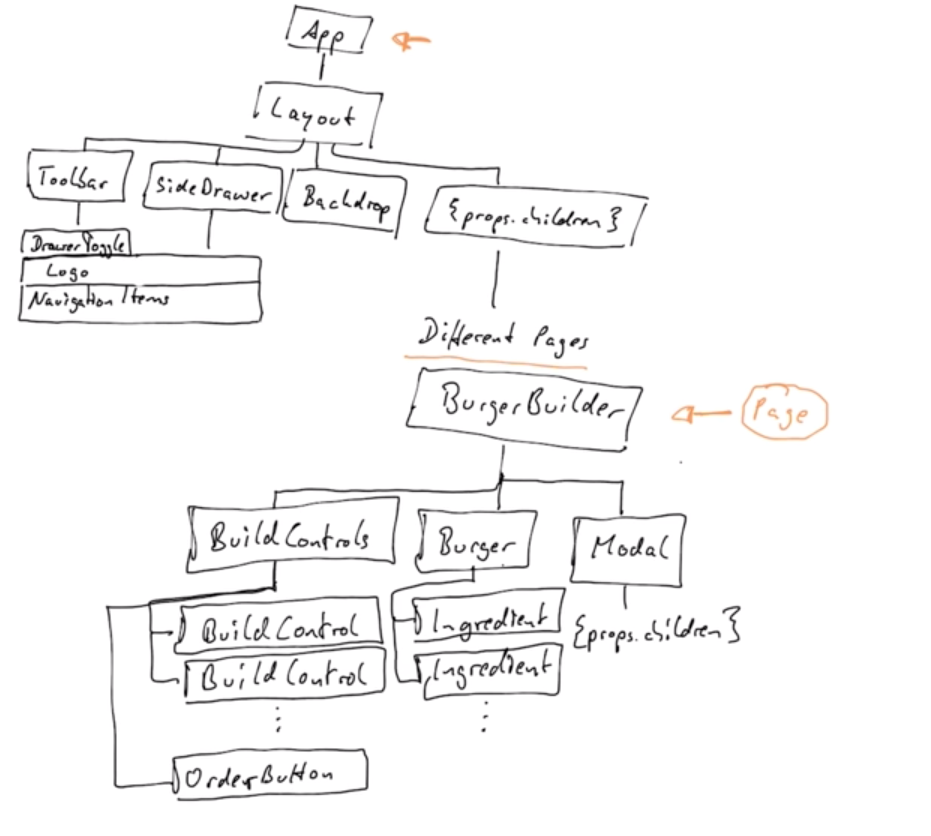 App
Layout
Toolbar
SideDrawer
Backdrop
{props.children}
DrawerToggle
Logo
Navigation Items
Different Pages
BurgerBuilder
Page
BuildControls
Burger
Modal
BuildControl
Ingredient
{props.children}
BuildControl
Ingredient
OrderButton